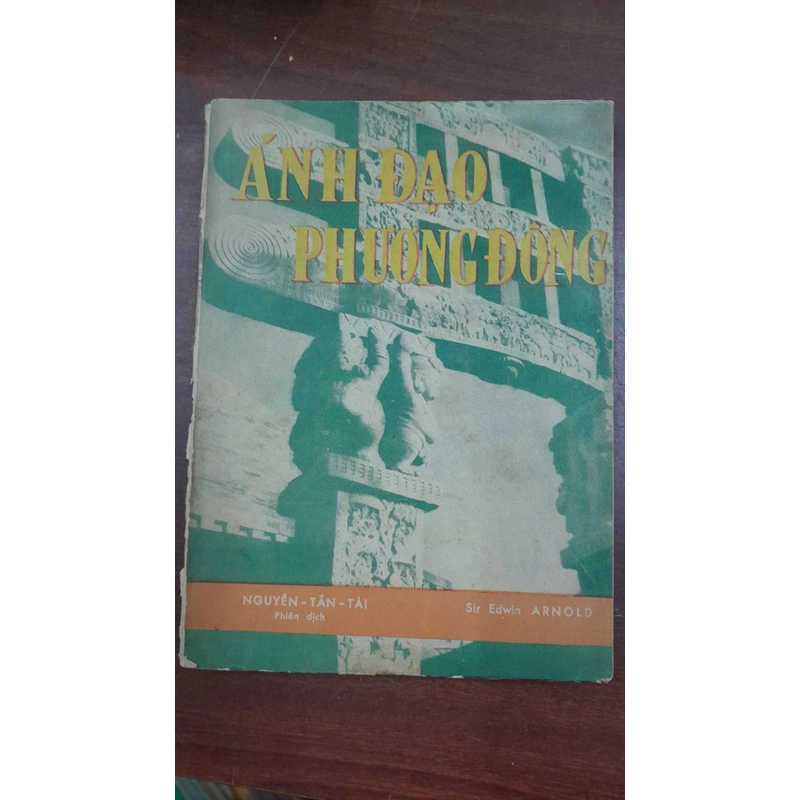 ÁNH ĐẠO
PHƯƠNG ĐÔNG
NGUYỄN - TẤN - TÀI
Phiên dịch
Sir Edwin ARNOLD